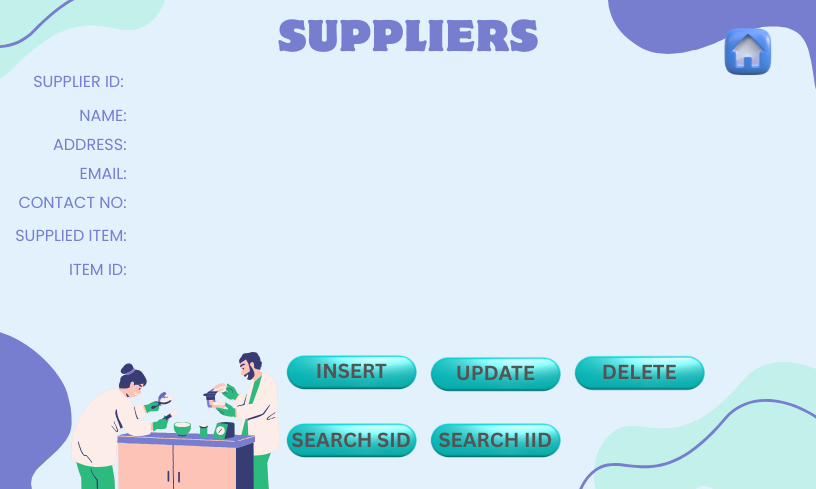 SUPPLIERS
SUPPLIER ID:
NAME:
ADDRESS:
EMAIL:
CONTACT NO:
SUPPLIED ITEM:
ITEM ID:
INSERT
UPDATE
DELETE
SEARCH SID
SEARCH IID